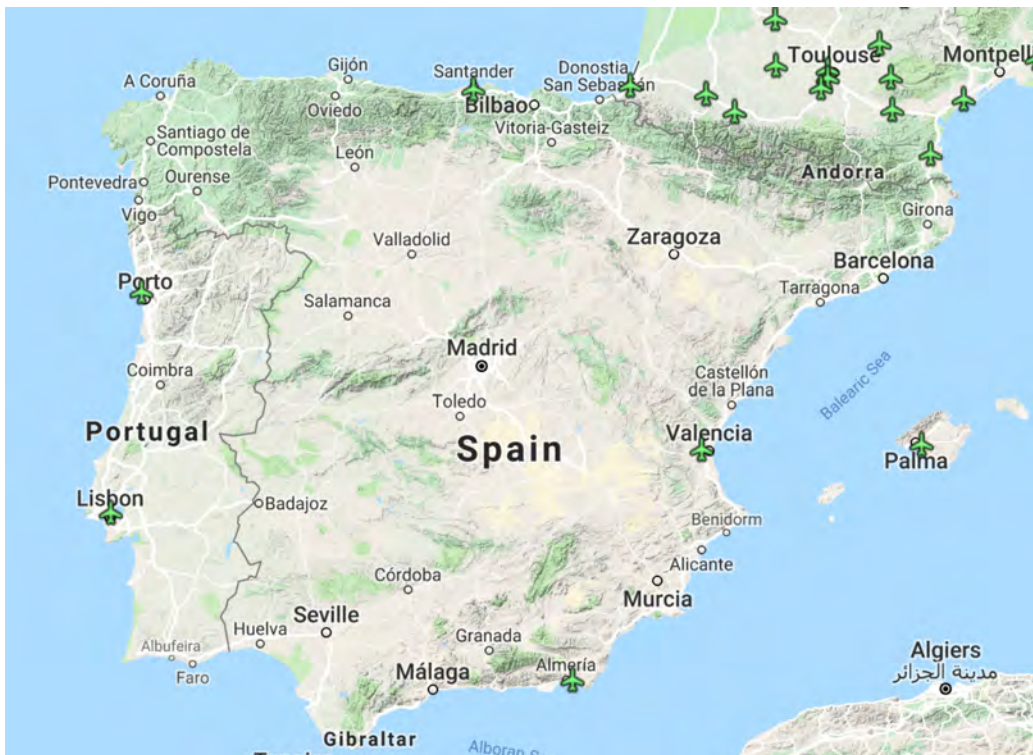 Gijón
Santander
Donostia
San Sebastián
Toulouse
Montpell
A Coruña
Oviedo
Bilbao
Vitoria-Gasteiz
Santiago de
Compostela
León
Andorra
Pontevedra
Ourense
Vigo
Girona
Valladolid
Zaragoza
Barcelona
Porto
Tarragona
Salamanca
Madrid
Coimbra
Castellón
de la Plana
Balearic Sea
Toledo
Portugal
Spain
Valencia
Palma
Lisbon
Badajoz
Benidorm
Alicante
Córdoba
Murcia
Seville
Huelva
Granada
Albufeira
Faro
Almería
Algiers
مدينة الجزائر
Málaga
Gibraltar
Alboran